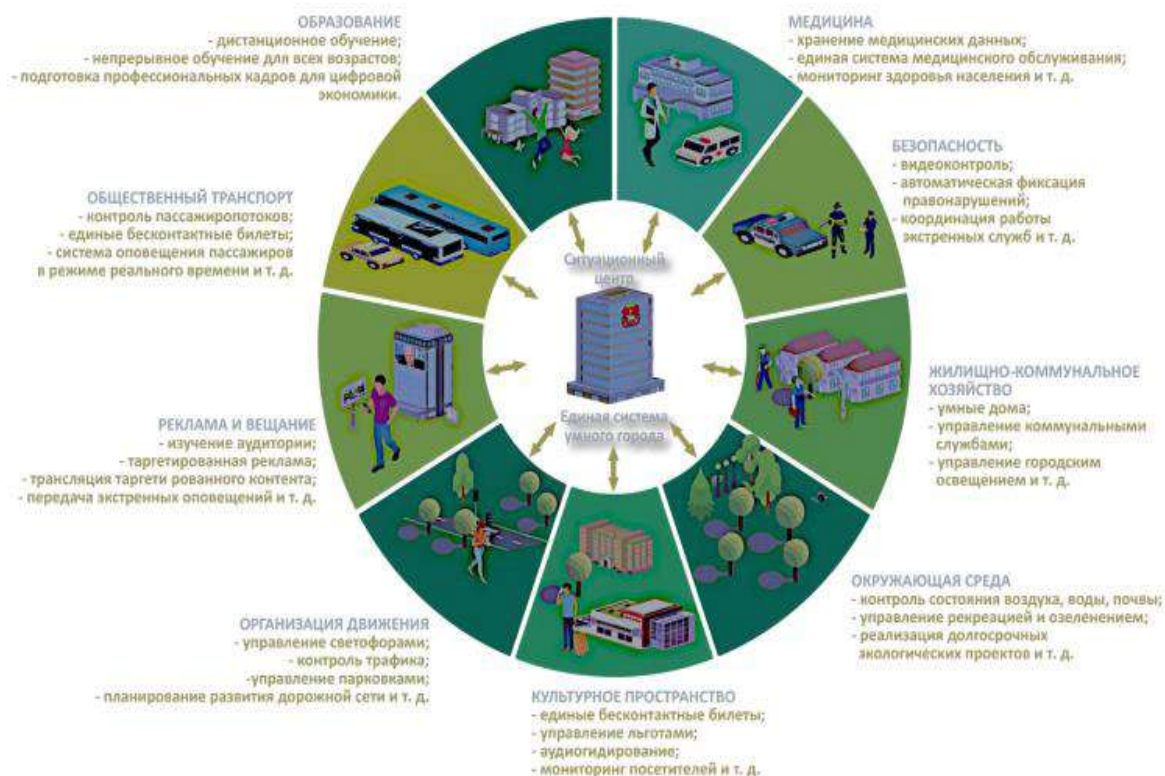 ОБРАЗОВАНИЕ
- дистанционное обучение;
- непрерывное обучение для всех возрастов;
- подготовка профессиональных кадров для цифровой
экономики.
МЕДИЦИНА
- хранение медицинских данных;
- единая система медицинского обслуживания;
- мониторинг здоровья населения и т. д.
БЕЗОПАСНОСТЬ
- видеоконтроль;
- автоматическая фиксация
правонарушений;
- координация работы
экстренных служб и т. д.
ОБЩЕСТВЕННЫЙ ТРАНСПОРТ
- контроль пассажиропотоков;
- единые бесконтактные билеты;
- система оповещения пассажиров
в режиме реального времени и т. д.
Ситуационный
центр
Единая система
умного города
ЖИЛИЩНО-КОММУНАЛЬНОЕ
ХОЗЯЙСТВО
- умные дома;
- управление коммунальными
службами;
- управление городским
освещением и т. д.
РЕКЛАМА И ВЕЩАНИЕ
- изучение аудитории;
- таргетированная реклама;
- трансляция таргети рованного контента;
- передача экстренных оповещений и т. д.
ОКРУЖАЮЩАЯ СРЕДА
- контроль состояния воздуха, воды, почвы;
- управление рекреацией и озеленением;
- реализация долгосрочных
экологических проектов и т. д.
ОРГАНИЗАЦИЯ ДВИЖЕНИЯ
- управление светофорами;
- контроль трафика;
-управление парковками;
- планирование развития дорожной сети и т. д.
КУЛЬТУРНОЕ ПРОСТРАНСТВО
- единые бесконтактные билеты;
- управление льготами;
- аудиогидирование;
- мониторинг посетителей и т. д.